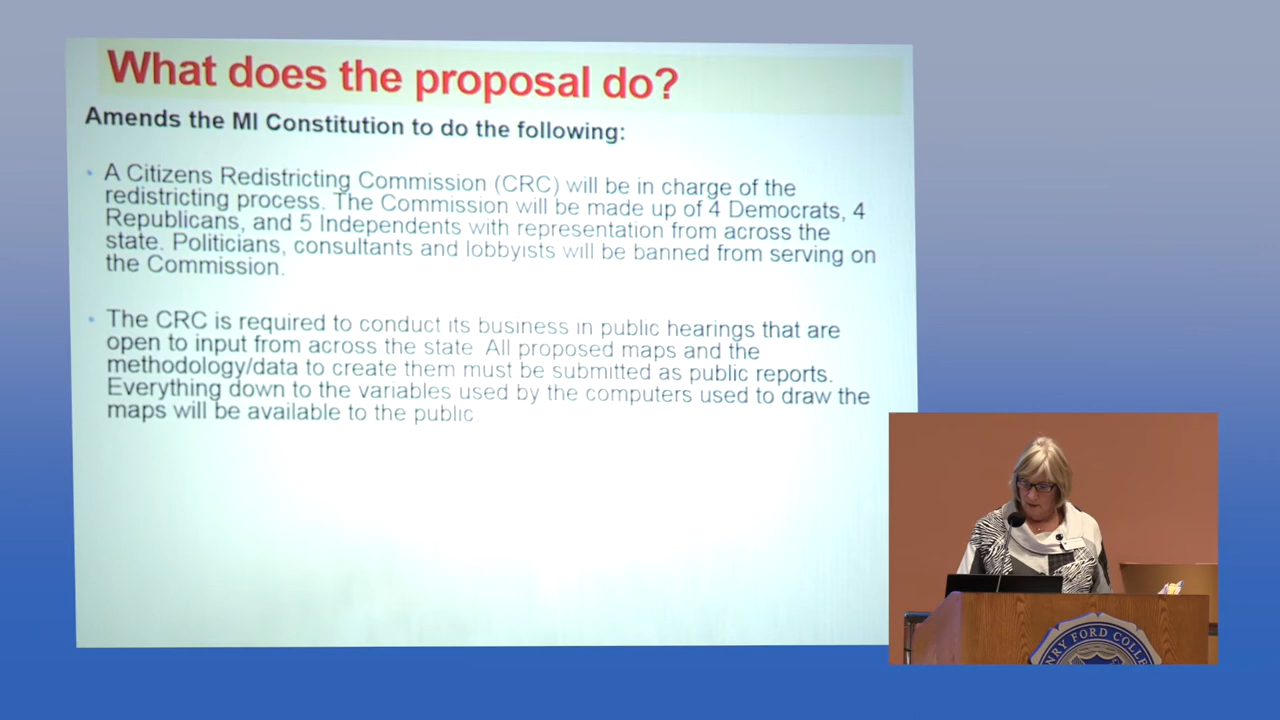 What does the proposal do?
Amends the MI Constitution to do the following:
• A Citizens Redistricting Commission (CRC) will be in charge of the
redistricting process. The Commission will be made up of 4 Democrats, 4
Republicans, and 5 Independents with representation from across the
state. Politicians, consultants and lobbyists will be banned from serving on
the Commission.
• The CRC is required to conduct its business in public hearings that are
open to input from across the state. All proposed maps and the
methodology/data to create them must be submitted as public reports.
Everything down to the variables used by the computers used to draw the
maps will be available to the public.
NRY FORD COLL